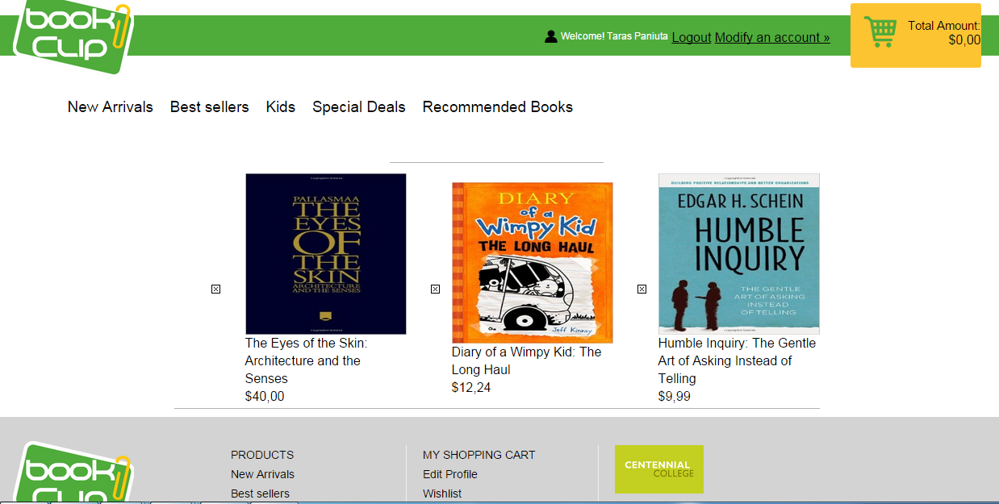 book
CLIP
Welcome! Taras Paniuta Logout Modify an account »
Total Amount:
$0,00
New Arrivals Best sellers Kids Special Deals Recommended Books
PALLASMAA
THE
EYES
OF
THE
SKIN
ARCHITECTURE
AND THE SENSES
The Eyes of the Skin:
Architecture and the
Senses
$40,00
DIARY
of a
Wimpy Kid
THE LONG HAUL
Jeff Kinney
Diary of a Wimpy Kid: The
Long Haul
$12,24
BUILDING POSITIVE RELATIONSHIPS AND BETTER ORGANIZATIONS
EDGAR H. SCHEIN
HUMBLE
INQUIRY
THE GENTLE
ART OF ASKING
INSTEAD
OF TELLING
Humble Inquiry: The Gentle
Art of Asking Instead of
Telling
$9,99
book
CLIP
PRODUCTS
New Arrivals
Best sellers
MY SHOPPING CART
Edit Profile
Wishlist
CENTENNIAL
COLLEGE